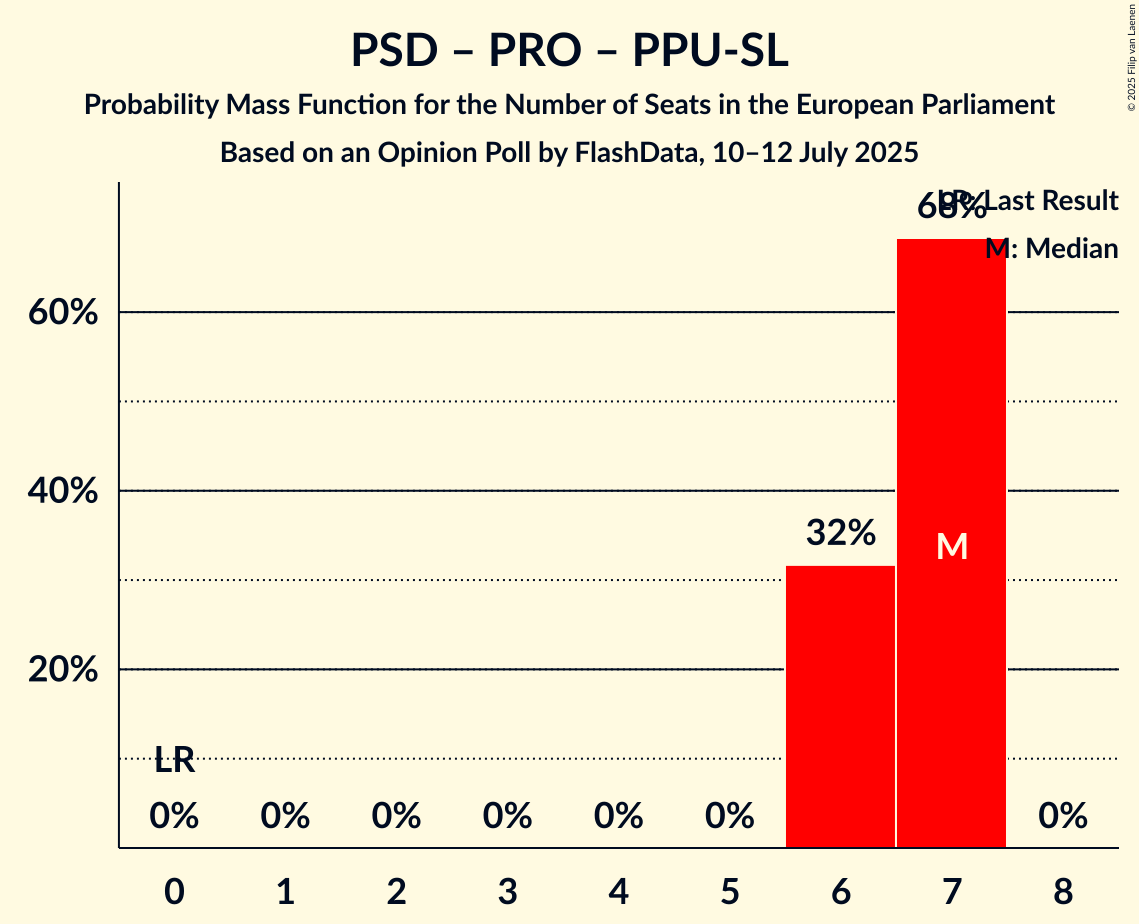 PSD – PRO – PPU-SL
Probability Mass Function for the Number of Seats in the European Parliament
Based on an Opinion Poll by FlashData, 10–12 July 2025
© 2025 Filip van Laenen
LR: Last Result
M: Median
68%
60%
40%
20%
32%
M
LR
0% 0% 0% 0% 0% 0% 0%
0 1 2 3 4 5 6 7 8